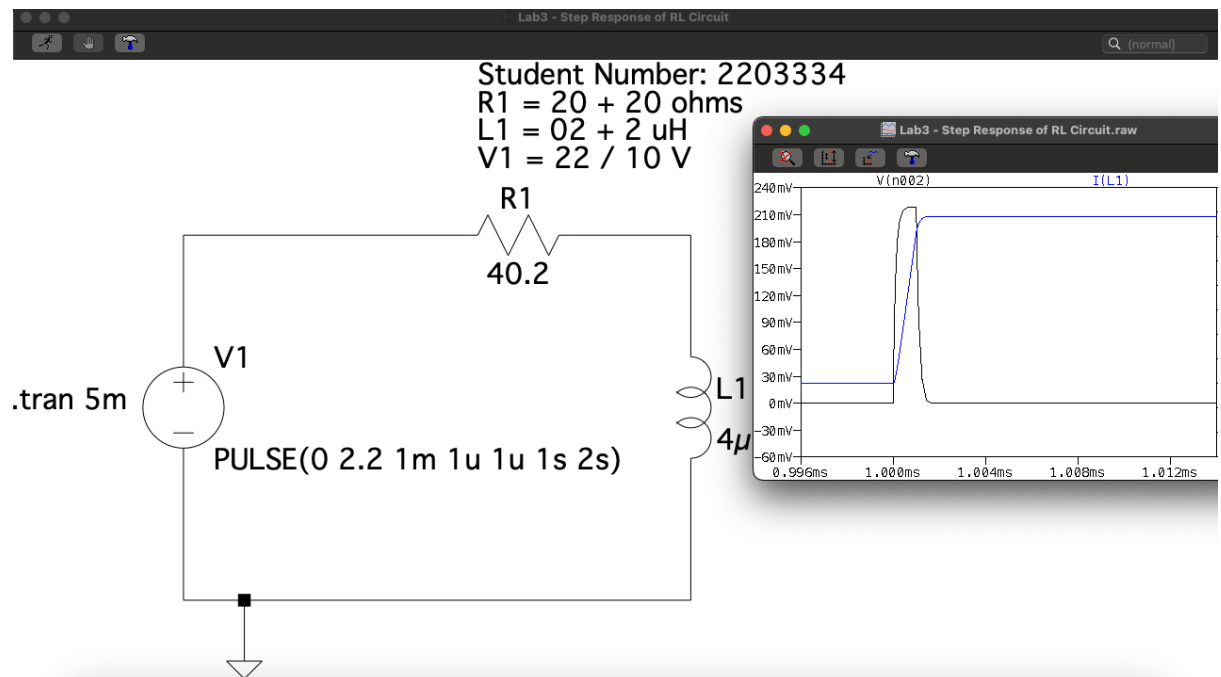 Lab3 - Step Response of RL Circuit
(normal)
Student Number: 2203334
R1 = 20 + 20 ohms
L1 = 02 + 2 uH
V1 = 22 / 10 V
R1
40.2
V1
.tran 5m
PULSE(0 2.2 1m 1u 1u 1s 2s)
L1
4µ
Lab3 - Step Response of RL Circuit.raw
V(n002) I(L1)
240mV
210mV
180mV
150mV
120mV
90mV
60mV
30mV
0mV
-30mV
-60mV
0.996ms 1.000ms 1.004ms 1.008ms 1.012ms